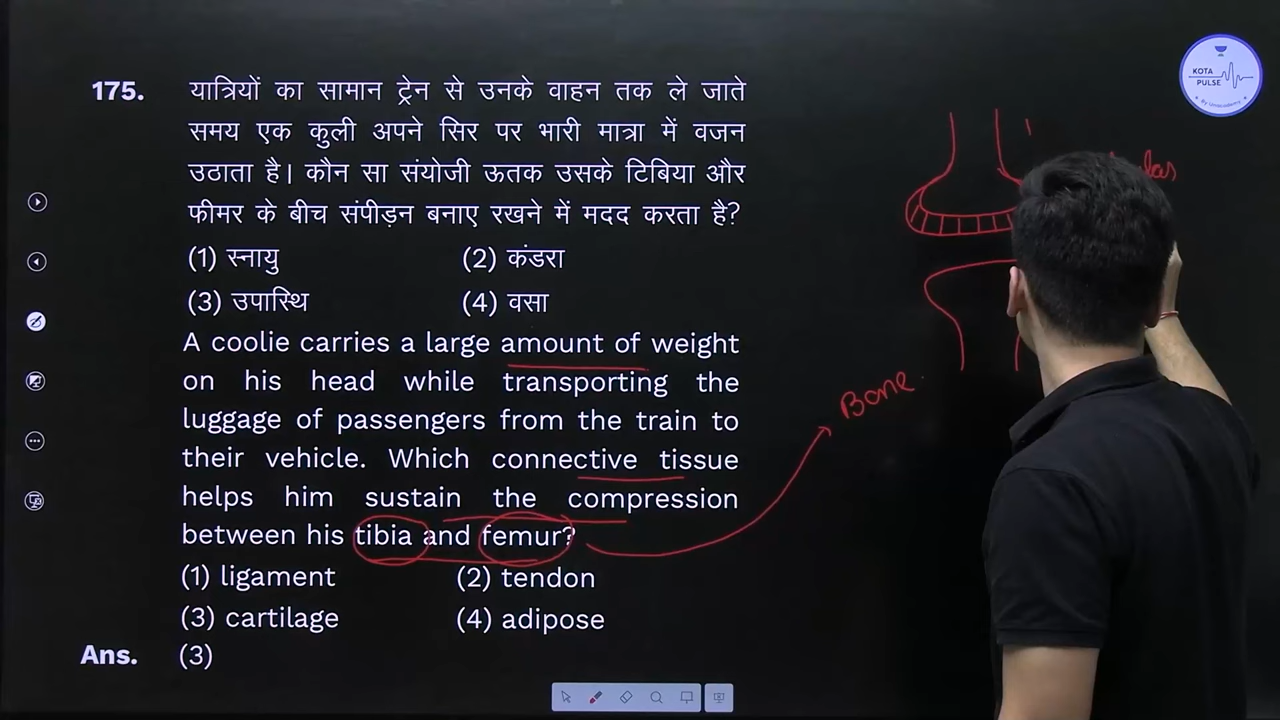 175. यात्रियों का सामान ट्रेन से उनके वाहन तक ले जाते
समय एक कुली अपने सिर पर भारी मात्रा में वजन
उठाता है। कौन सा संयोजी ऊतक उसके टिबिया और
फीमर के बीच संपीड़न बनाए रखने में मदद करता है?
(1) स्नायु (2) कंडरा
(3) उपास्थि (4) वसा
A coolie carries a large amount of weight
on his head while transporting the
luggage of passengers from the train to
their vehicle. Which connective tissue
helps him sustain the compression
between his tibia and femur?
(1) ligament (2) tendon
(3) cartilage (4) adipose
Ans. (3)
Bone.
KOTA
PULSE